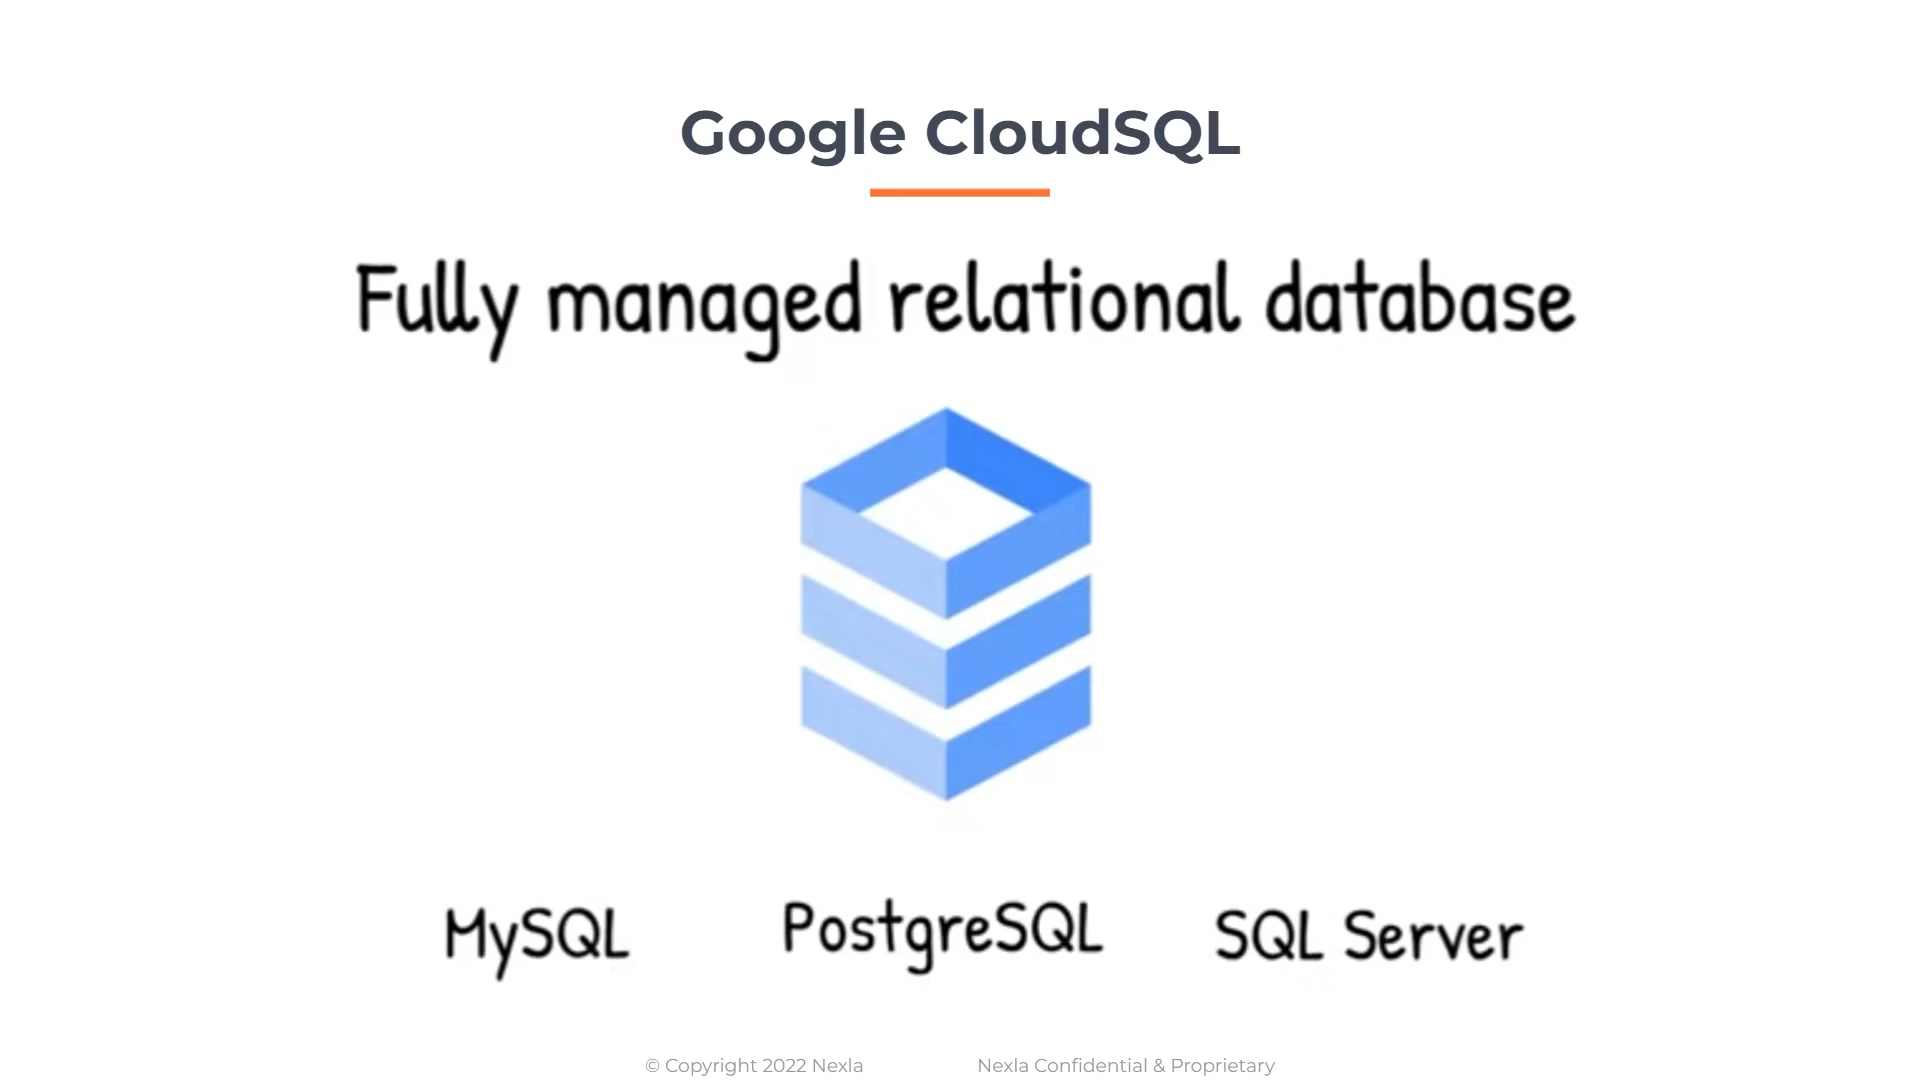 Google CloudSQL
Fully managed relational database
MySQL PostgreSQL SQL Server
© Copyright 2022 Nexla Nexla Confidential & Proprietary